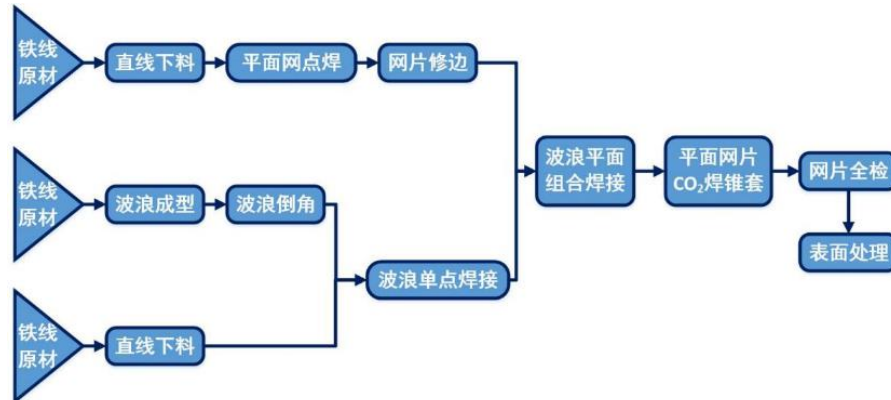 铁线
原材
直线下料
平面网点焊
网片修边
铁线
原材
波浪成型
波浪倒角
铁线
原材
直线下料
波浪单点焊接
波浪平面
组合焊接
平面网片
CO₂焊锥套
网片全检
表面处理